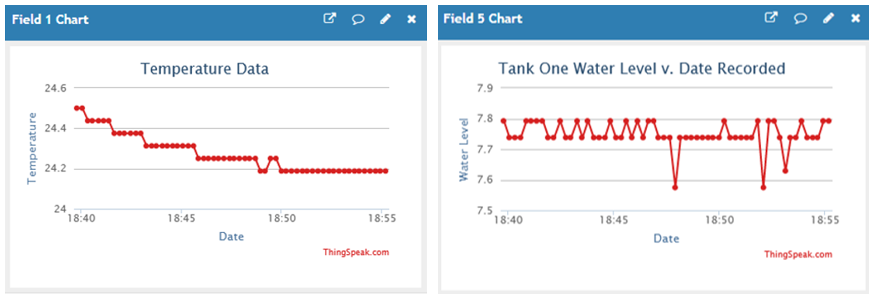 Field 1 Chart
Temperature Data
24.6
24.4
24.2
24
Temperature
18:40
18:45
18:50
18:55
Date
ThingSpeak.com
Field 5 Chart
Tank One Water Level v. Date Recorded
7.9
7.8
7.7
7.6
7.5
Water Level
18:40
18:45
18:50
18:55
Date
ThingSpeak.com